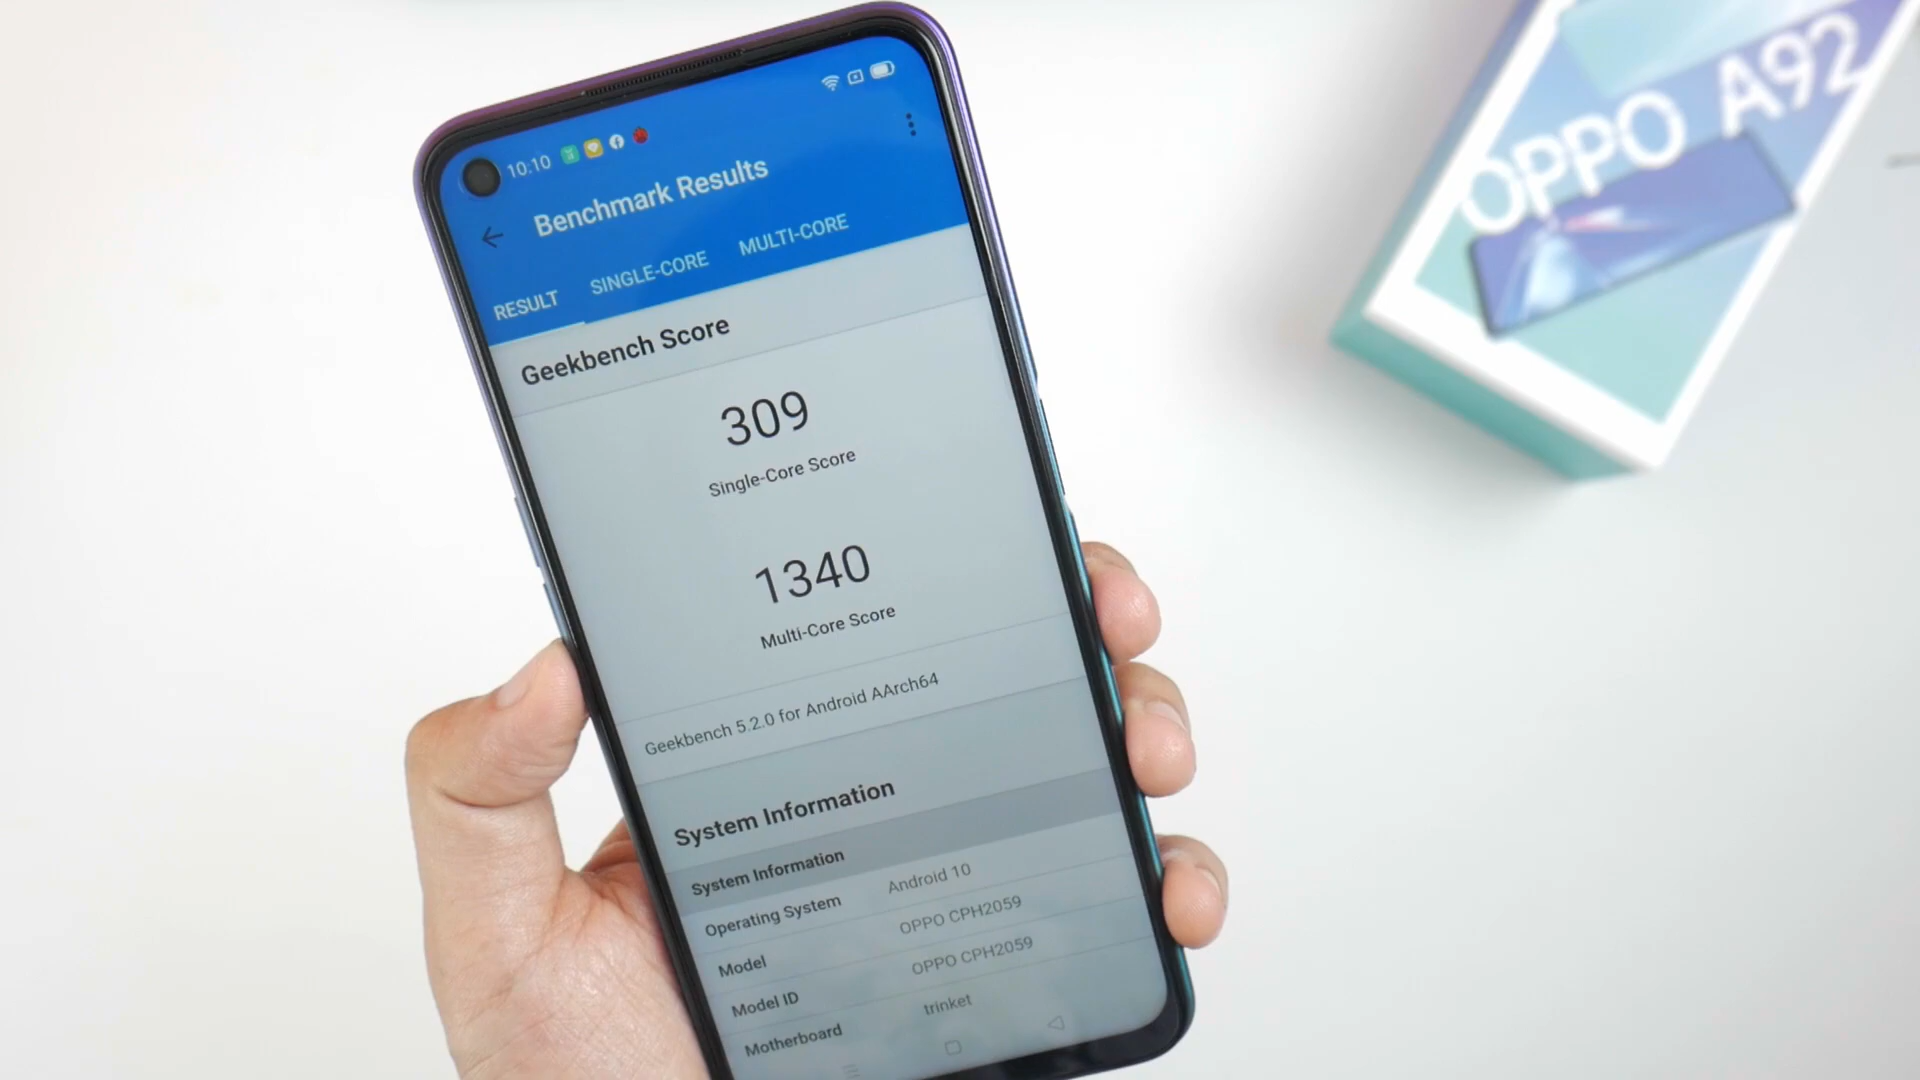 10:10
Benchmark Results
RESULT SINGLE-CORE MULTI-CORE
Geekbench Score
309
Single-Core Score
1340
Multi-Core Score
Geekbench 5.2.0 for Android AArch64
System Information
System Information
Operating System Android 10
Model OPPO CPH2059
Model ID OPPO CPH2059
Motherboard trinket
OPPO A92